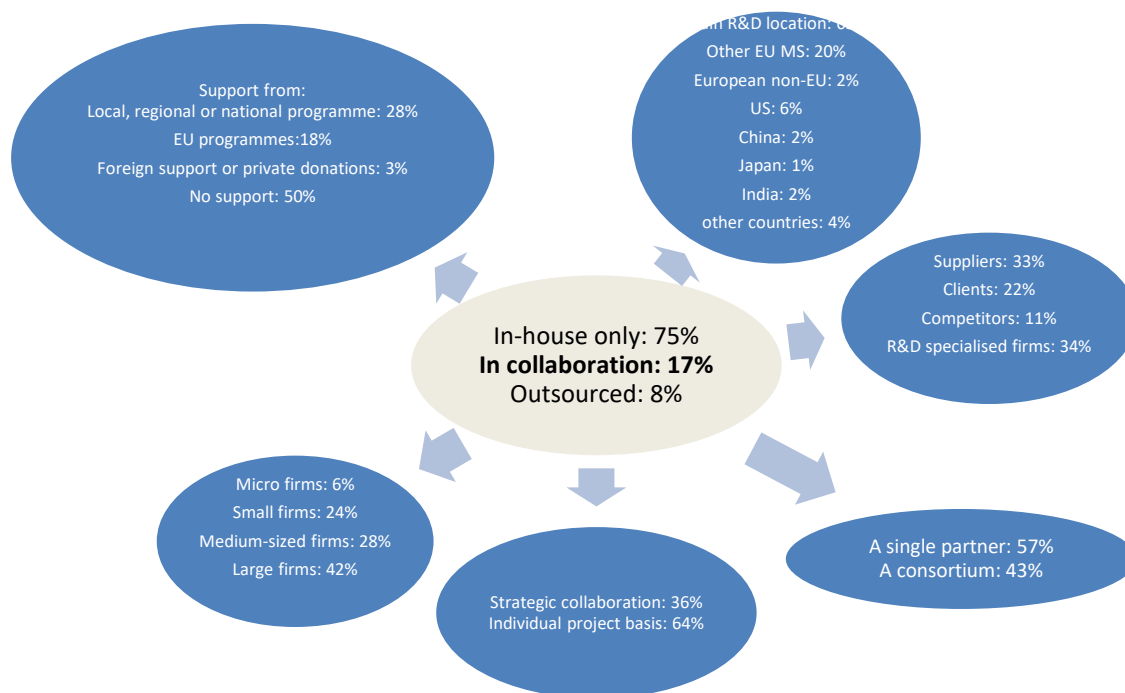 Support from:
Local, regional or national programme: 28%
EU programmes:18%
Foreign support or private donations: 3%
No support: 50%
R&D location:
Other EU MS: 20%
European non-EU: 2%
US: 6%
China: 2%
Japan: 1%
India: 2%
other countries: 4%
Suppliers: 33%
Clients: 22%
Competitors: 11%
R&D specialised firms: 34%
In-house only: 75%
In collaboration: 17%
Outsourced: 8%
Micro firms: 6%
Small firms: 24%
Medium-sized firms: 28%
Large firms: 42%
Strategic collaboration: 36%
Individual project basis: 64%
A single partner: 57%
A consortium: 43%